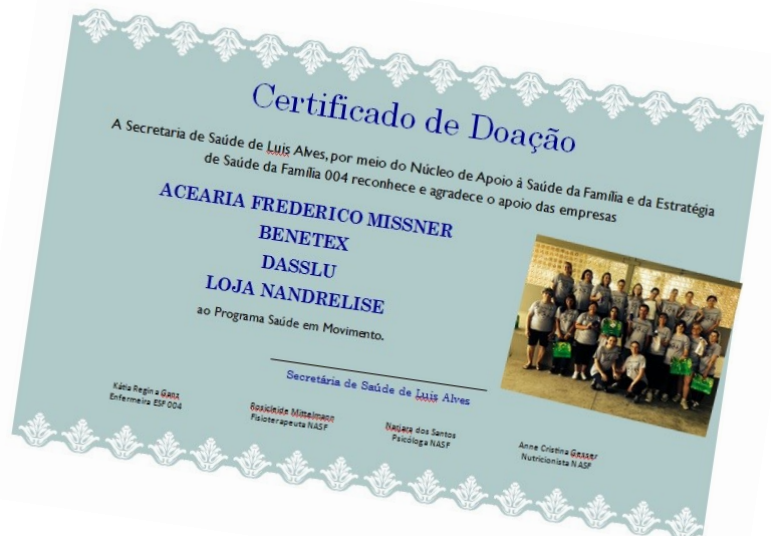 Certificado de Doação
A Secretaria de Saúde de Luis Alves, por meio do Núcleo de Apoio à Saúde da Família e da Estratégia
de Saúde da Família 004 reconhece e agradece o apoio das empresas
ACEARIA FREDERICO MISSNER
BENETEX
DASSLU
LOJA NANDRELISE
ao Programa Saúde em Movimento.
Secretária de Saúde de Luis Alves
Kátia Regina Ganz
Enfermeira ESF 004
Rosicleide Mittelmann
Fisioterapeuta NASF
Narjara dos Santos
Psicóloga NASF
Anne Cristina Gesser
Nutricionista NASF